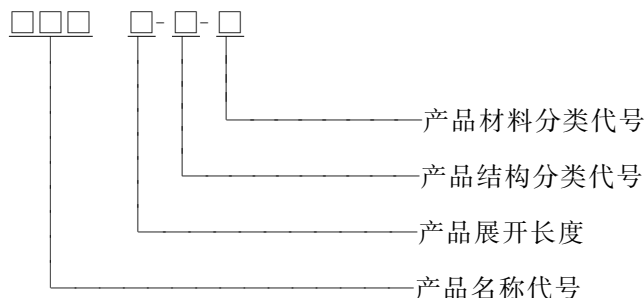 □□□ □-□-□
产品材料分类代号
产品结构分类代号
产品展开长度
产品名称代号